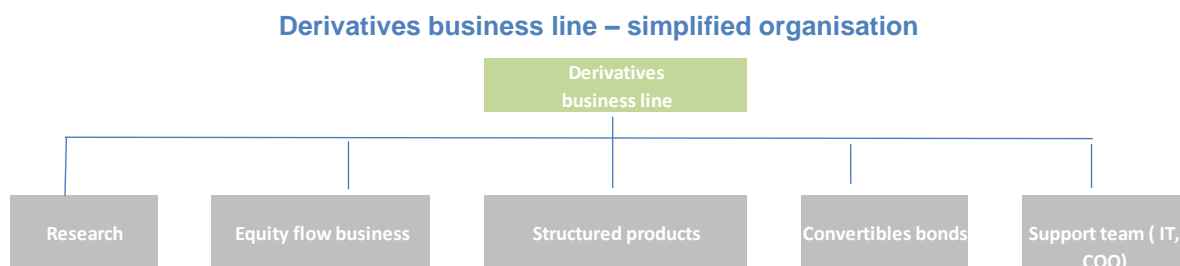 Derivatives business line – simplified organisation
Derivatives
business line
Research
Equity flow business
Structured products
Convertibles bonds
Support team ( IT,
COO)